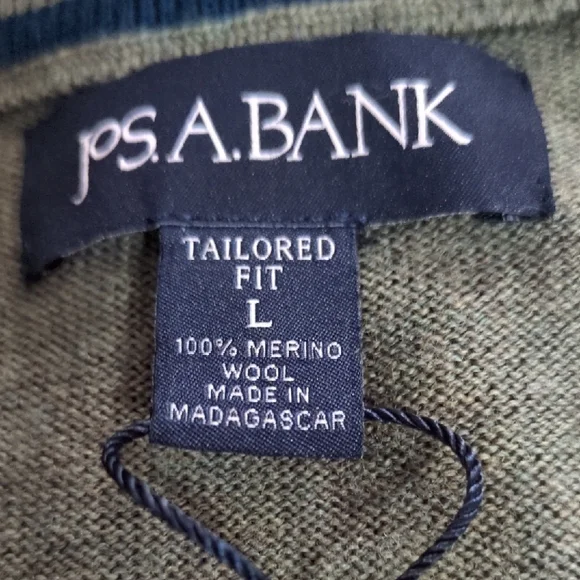 JOS. A. BANK
TAILORED
FIT
L
100% MERINO
WOOL
MADE IN
MADAGASCAR